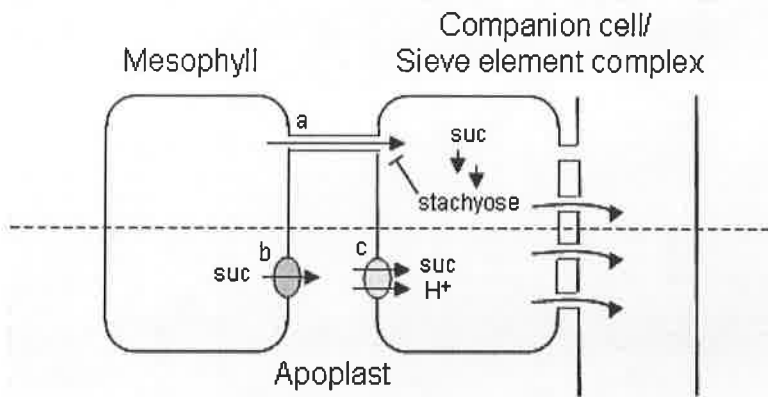 Companion cell/
Mesophyll Sieve element complex
a
suc
stachyose
b c
suc suc
H+
Apoplast